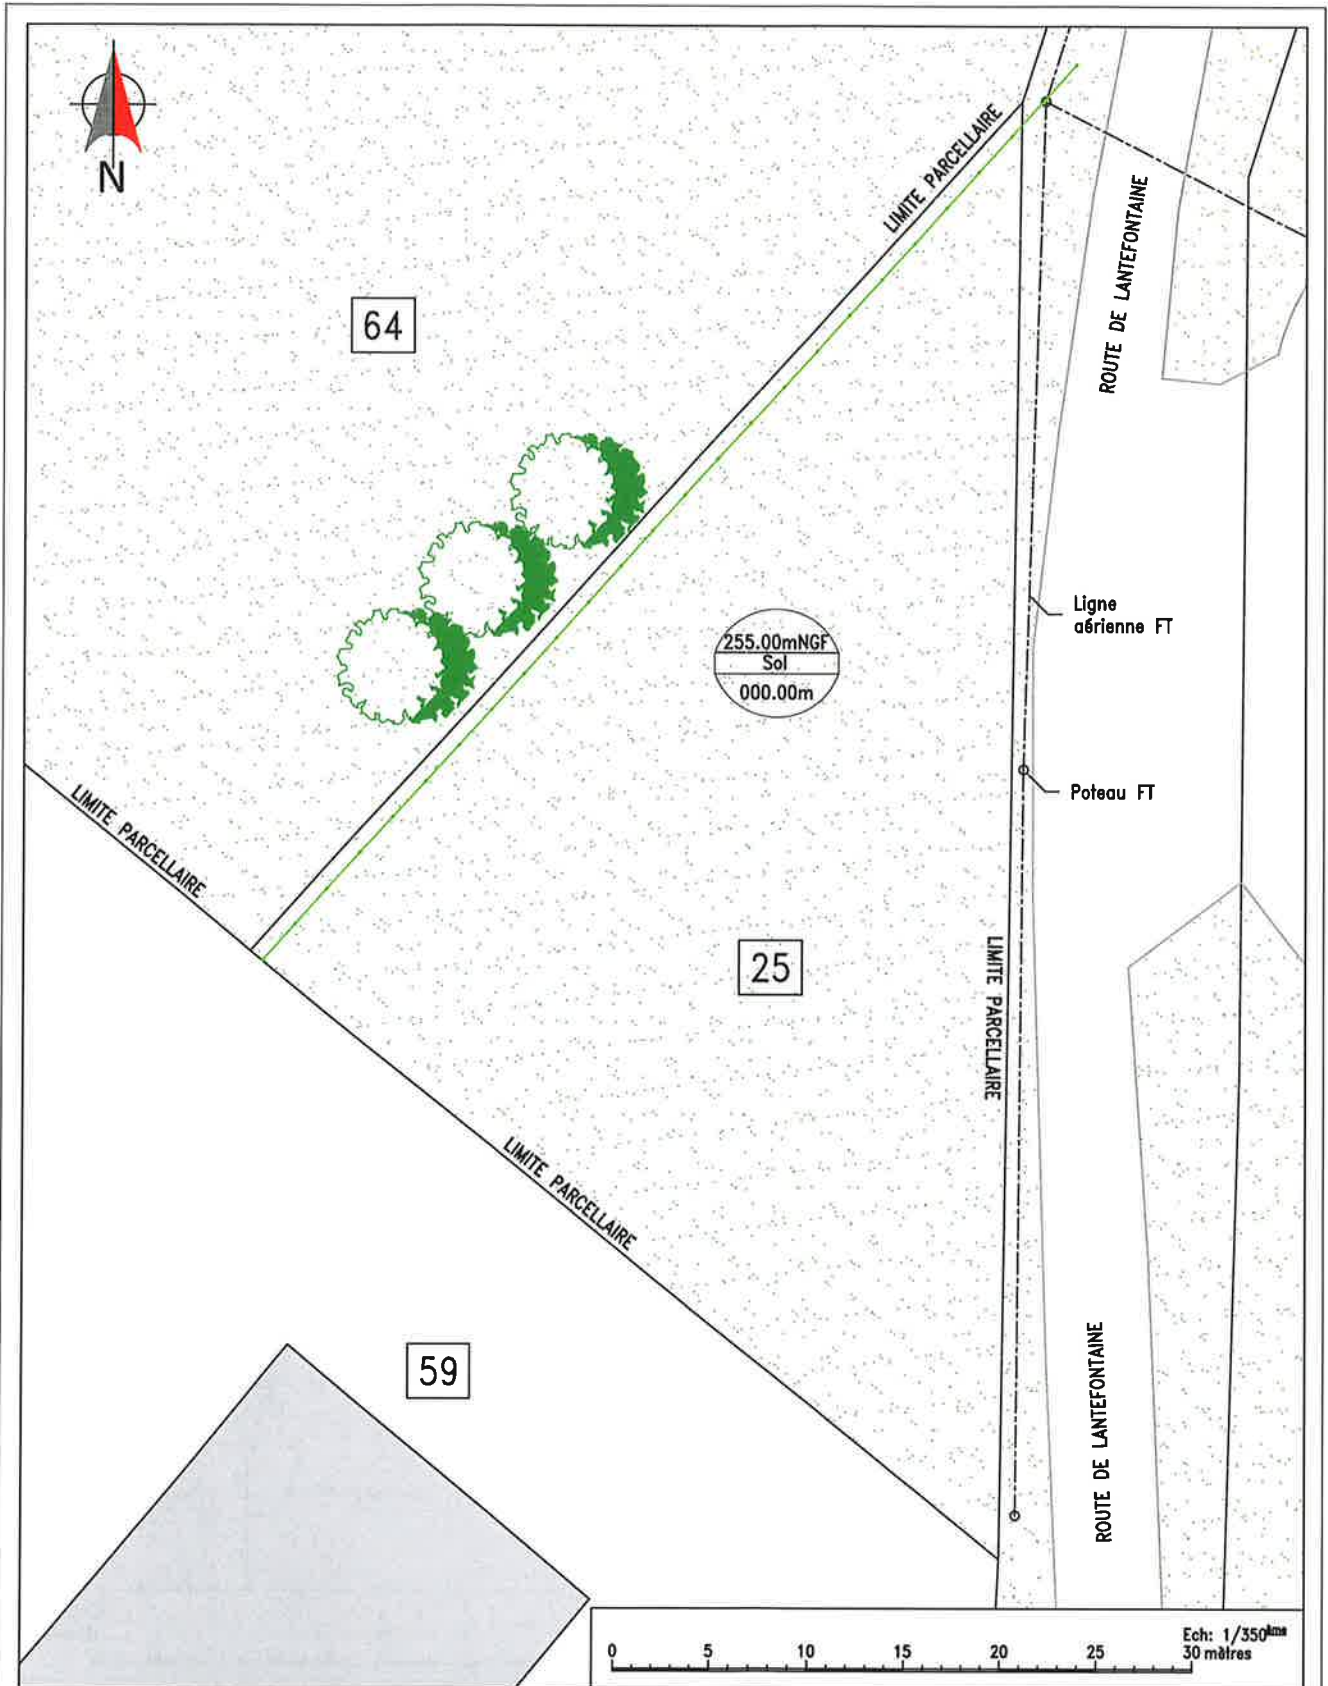 N
LIMITE PARCELLAIRE
ROUTE DE LANTEFONTAINE
64
255.00mNGF
Sol
000.00m
Ligne
aérienne FT
Poteau FT
LIMITE PARCELLAIRE
25
LIMITE PARCELLAIRE
LIMITE PARCELLAIRE
59
ROUTE DE LANTEFONTAINE
Ech: 1/350ème
0 5 10 15 20 25 30 mètres